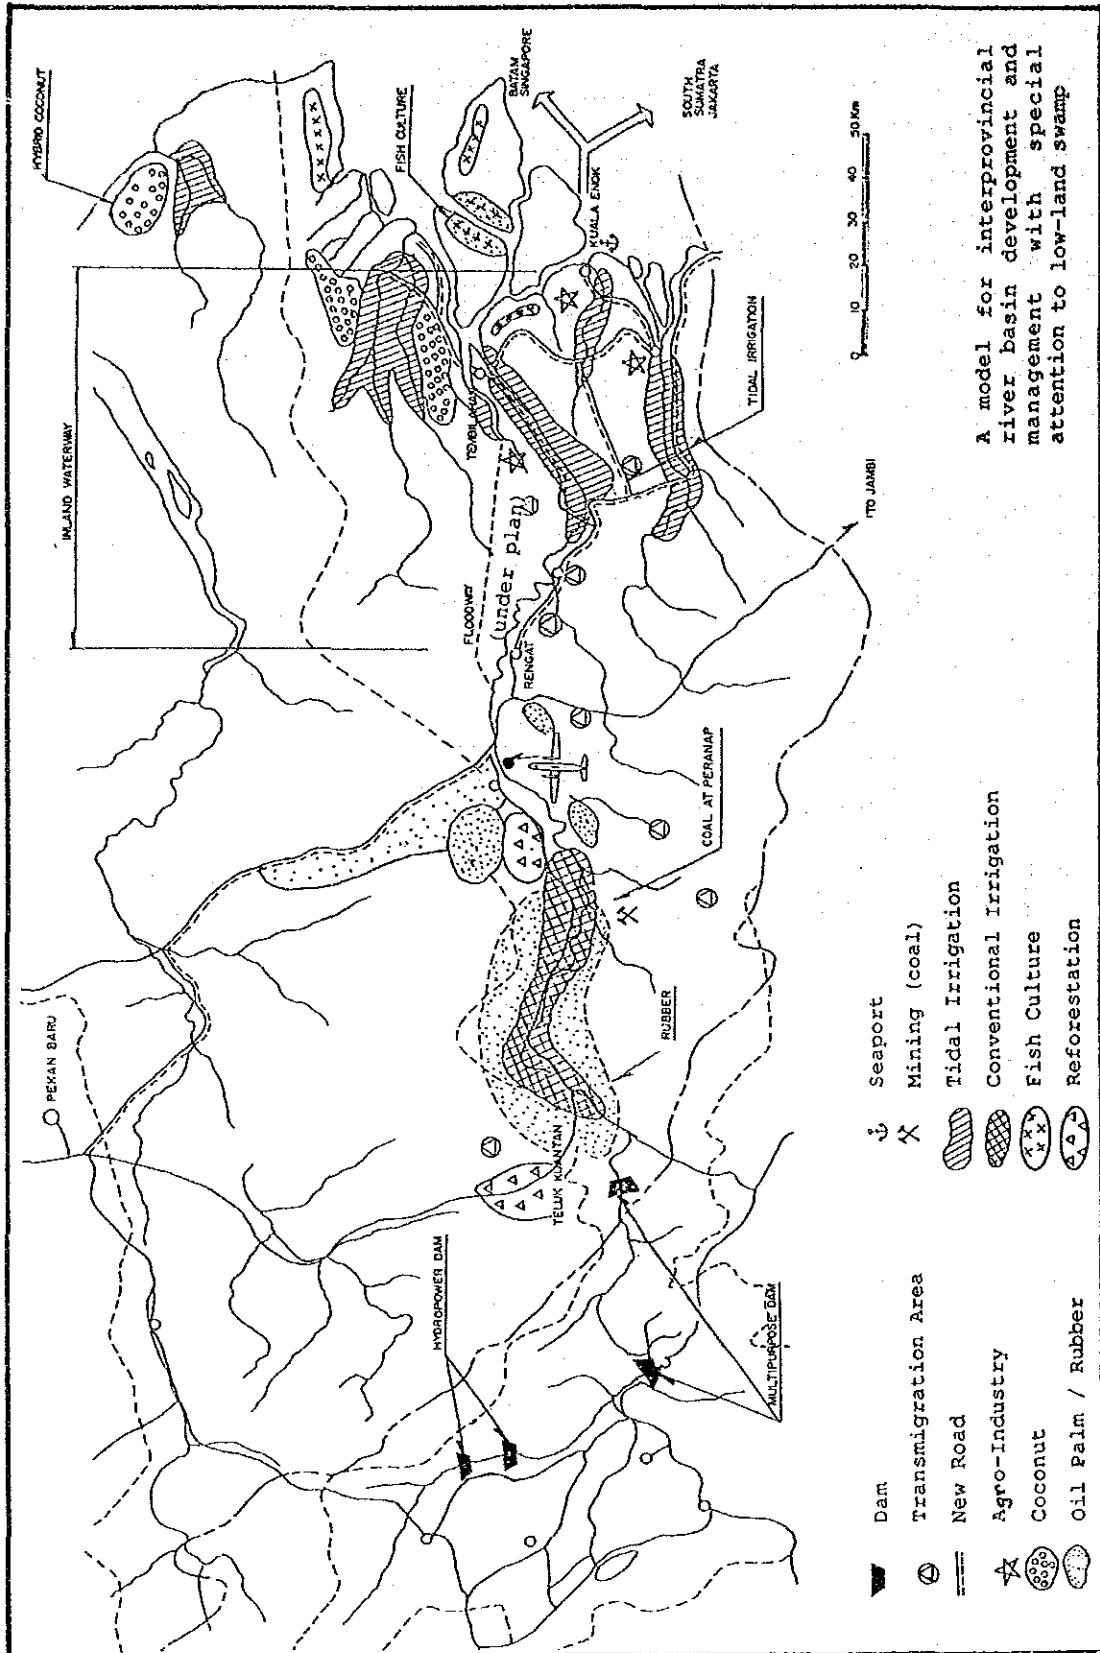 HYBRID COCONUT
INLAND WATERWAY
FISH CULTURE
BATAM
SINGAPORE
SOUTH
SUMATRA
JAKARTA
KUALA ENOK
TEMBILAHAN
FLOODWAY
(under plan)
RENGAT
TIDAL IRRIGATION
(TO JAMBI
COAL AT PERANAP
RUBBER
PEKAN BARU
TELUK KUANTAN
HYDROPOWER DAM
MULTIPURPOSE DAM
0 10 20 30 40 50 Km
A model for interprovincial
river basin development and
management with special
attention to low-land swamp
Dam
Transmigration Area
New Road
Agro-Industry
Coconut
Oil Palm / Rubber
Seaport
Mining (coal)
Tidal Irrigation
Conventional Irrigation
Fish Culture
Reforestation